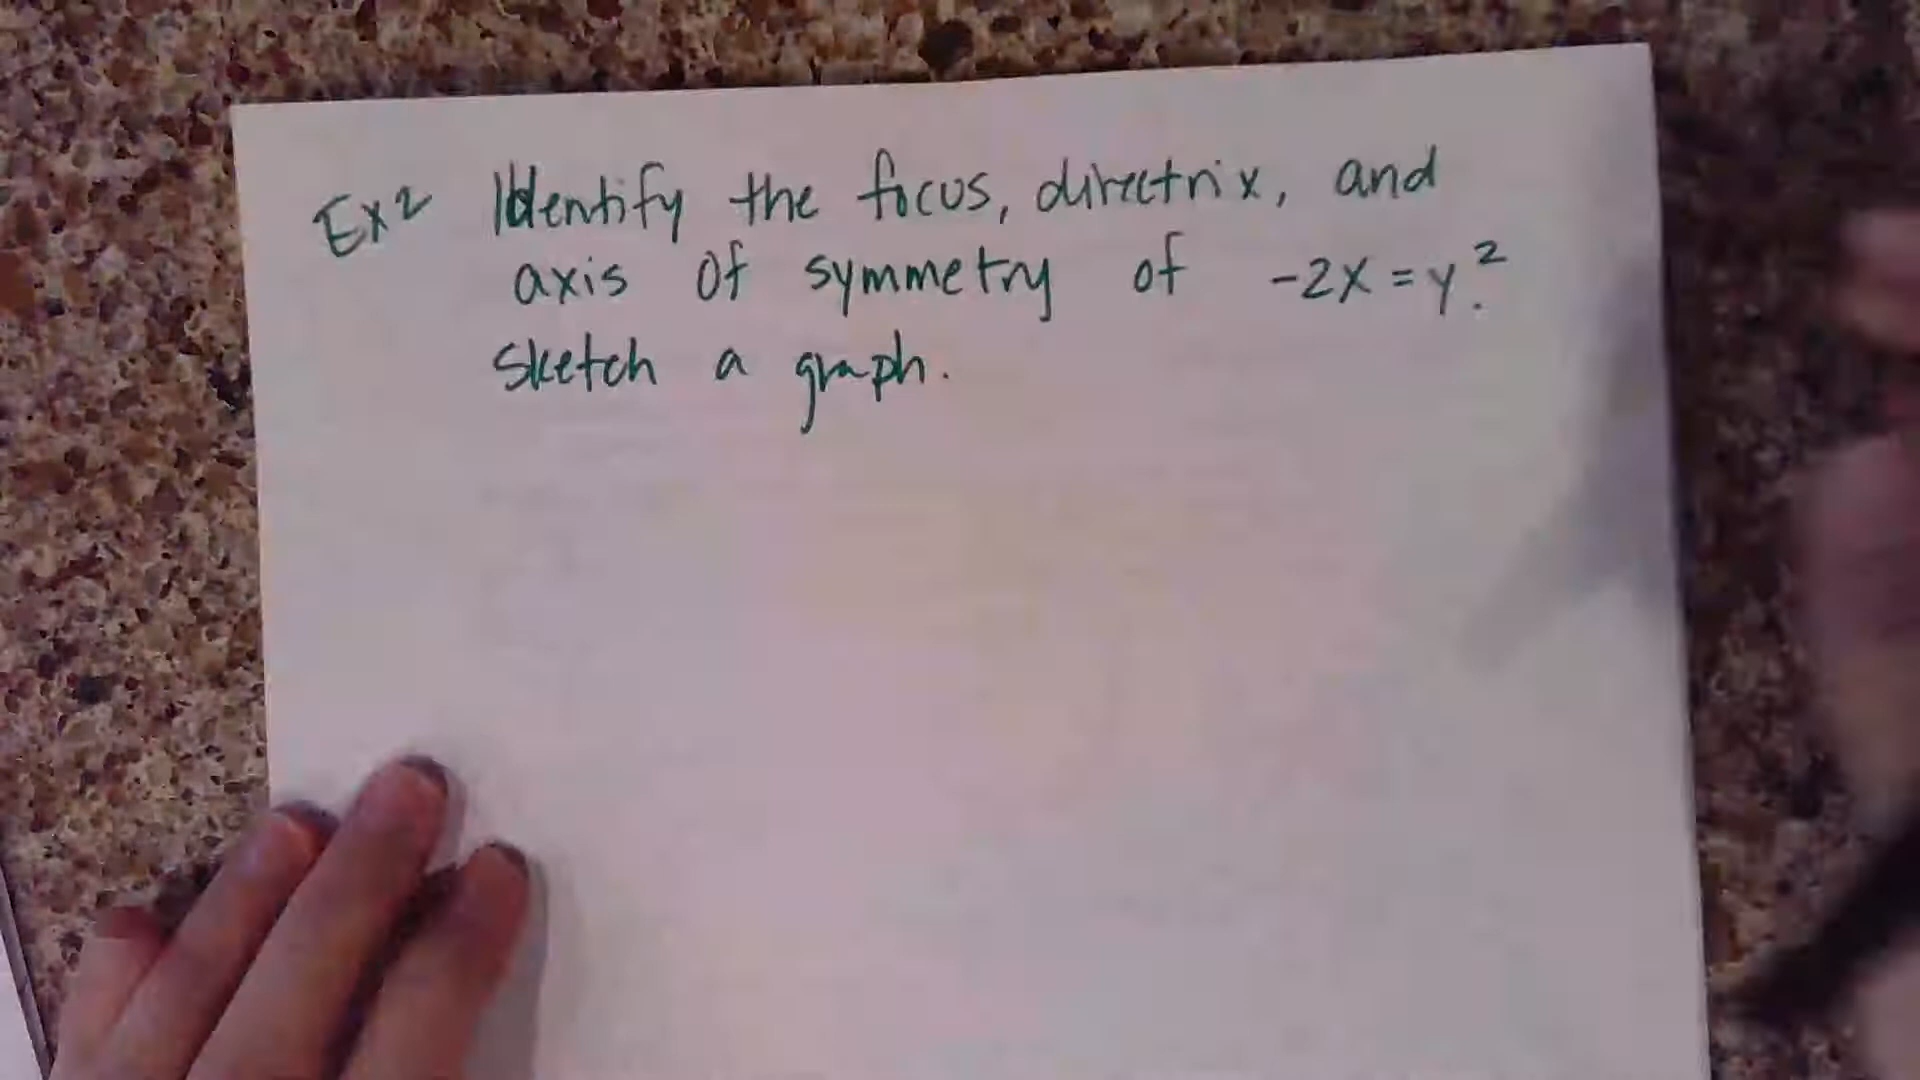 Ex2 Identify the focus, directrix, and
axis of symmetry of -2x = y².
Sketch a graph.